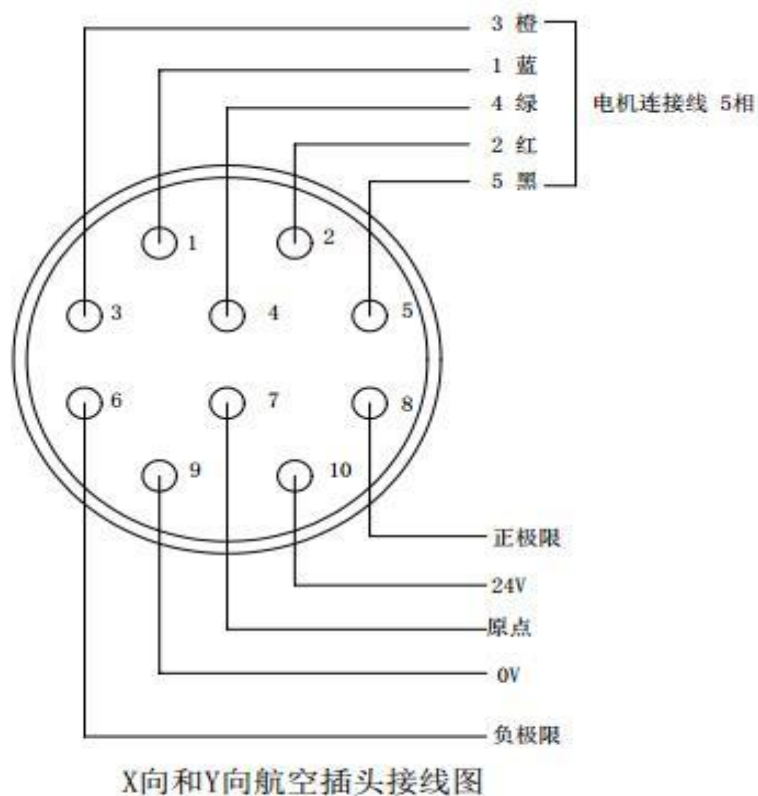 3 橙
1 蓝
4 绿
电机连接线 5相
2 红
5 黑
1
2
3
4
5
6
7
8
9
10
正极限
24V
原点
0V
负极限
X向和Y向航空插头接线图